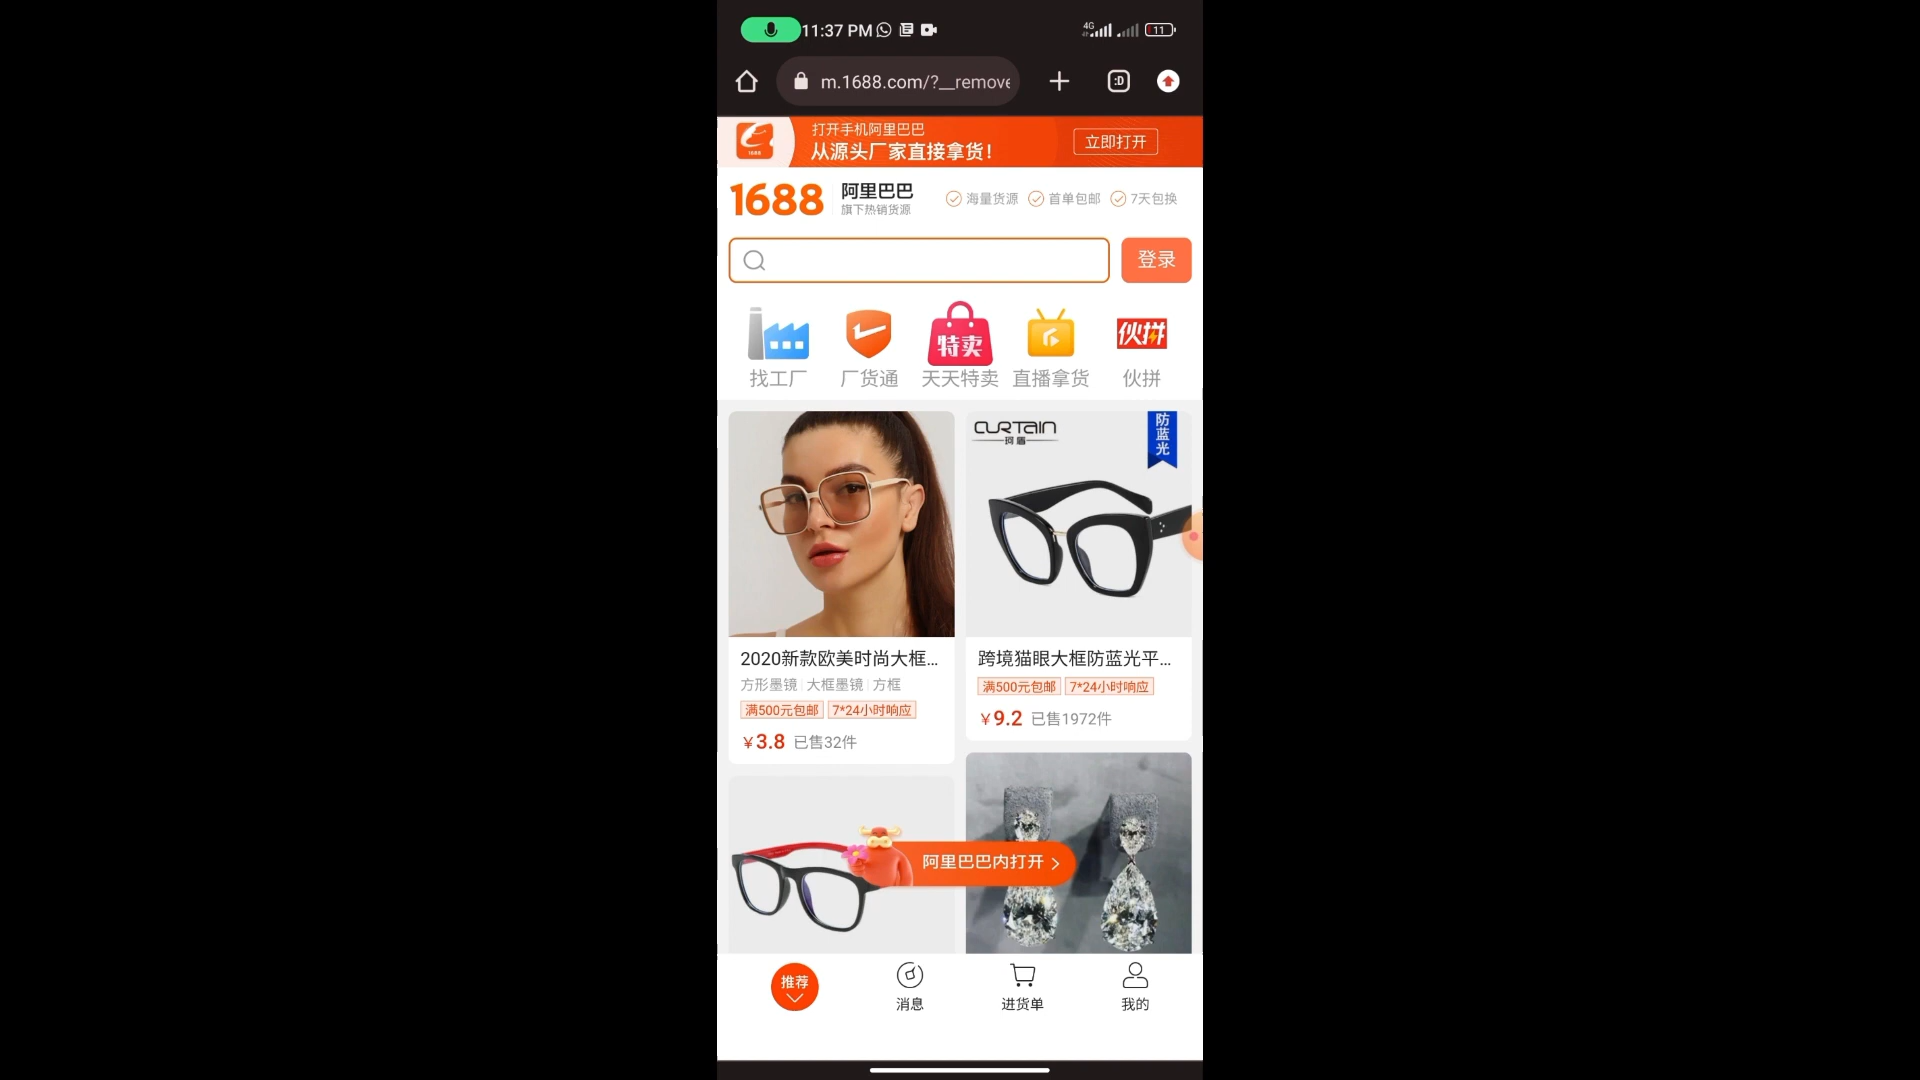 11:37 PM
4G
11
m.1688.com/?__remove
:D
打开手机阿里巴巴
从源头厂家直接拿货！
立即打开
1688
1688
阿里巴巴
旗下热销货源
海量货源
首单包邮
7天包换
登录
特卖
伙拼
找工厂
厂货通
天天特卖
直播拿货
伙拼
CURTAIN
珂盾
防蓝光
2020新款欧美时尚大框...
方形墨镜 大框墨镜 方框
满500元包邮 7*24小时响应
￥3.8 已售32件
跨境猫眼大框防蓝光平...
满500元包邮 7*24小时响应
￥9.2 已售1972件
阿里巴巴内打开
推荐
消息
进货单
我的